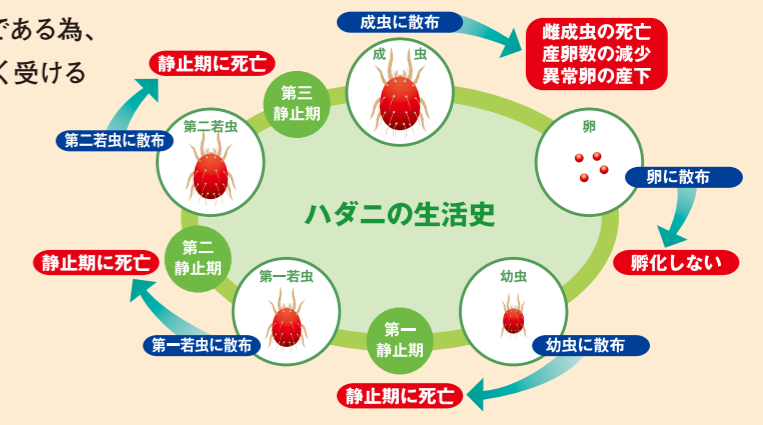 である為、
く受ける
成虫に散布
雌成虫の死亡
産卵数の減少
異常卵の産下
静止期に死亡
第三
静止期
成 虫
第二若虫
第二若虫に散布
卵
卵に散布
ハダニの生活史
孵化しない
静止期に死亡
第二
静止期
第一若虫
幼虫
第一若虫に散布
第一
静止期
幼虫に散布
静止期に死亡